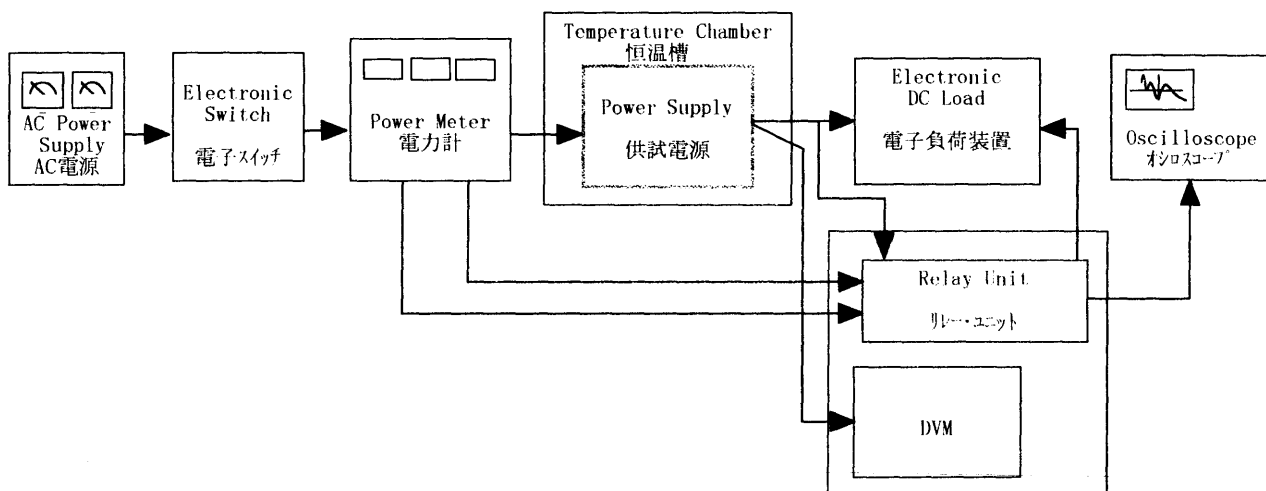 AC Power
Supply
AC電源
Electronic
Switch
電子スイッチ
Power Meter
電力計
Temperature Chamber
恒温槽
Power Supply
供試電源
Electronic
DC Load
電子負荷装置
Oscilloscope
オシロスコープ
Relay Unit
リレー・ユニット
DVM